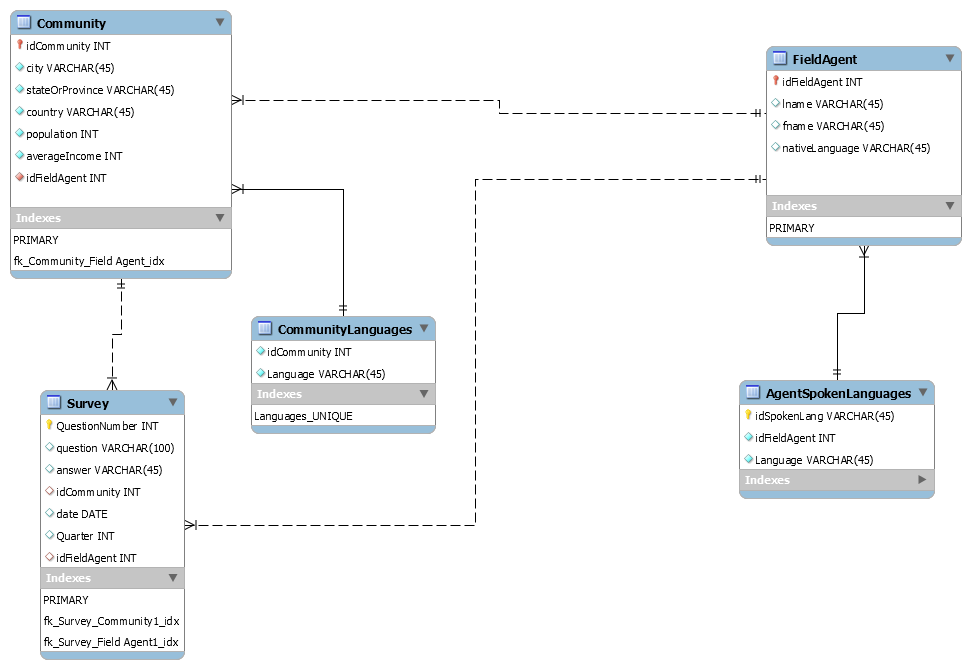 Community
idCommunity INT
city VARCHAR(45)
stateOrProvince VARCHAR(45)
country VARCHAR(45)
population INT
averageIncome INT
idFieldAgent INT
Indexes
PRIMARY
fk_Community_Field Agent_idx
FieldAgent
idFieldAgent INT
lname VARCHAR(45)
fname VARCHAR(45)
nativeLanguage VARCHAR(45)
Indexes
PRIMARY
CommunityLanguages
idCommunity INT
Language VARCHAR(45)
Indexes
Languages_UNIQUE
Survey
QuestionNumber INT
question VARCHAR(100)
answer VARCHAR(45)
idCommunity INT
date DATE
Quarter INT
idFieldAgent INT
Indexes
PRIMARY
fk_Survey_Community1_idx
fk_Survey_Field Agent1_idx
AgentSpokenLanguages
idSpokenLang VARCHAR(45)
idFieldAgent INT
Language VARCHAR(45)
Indexes